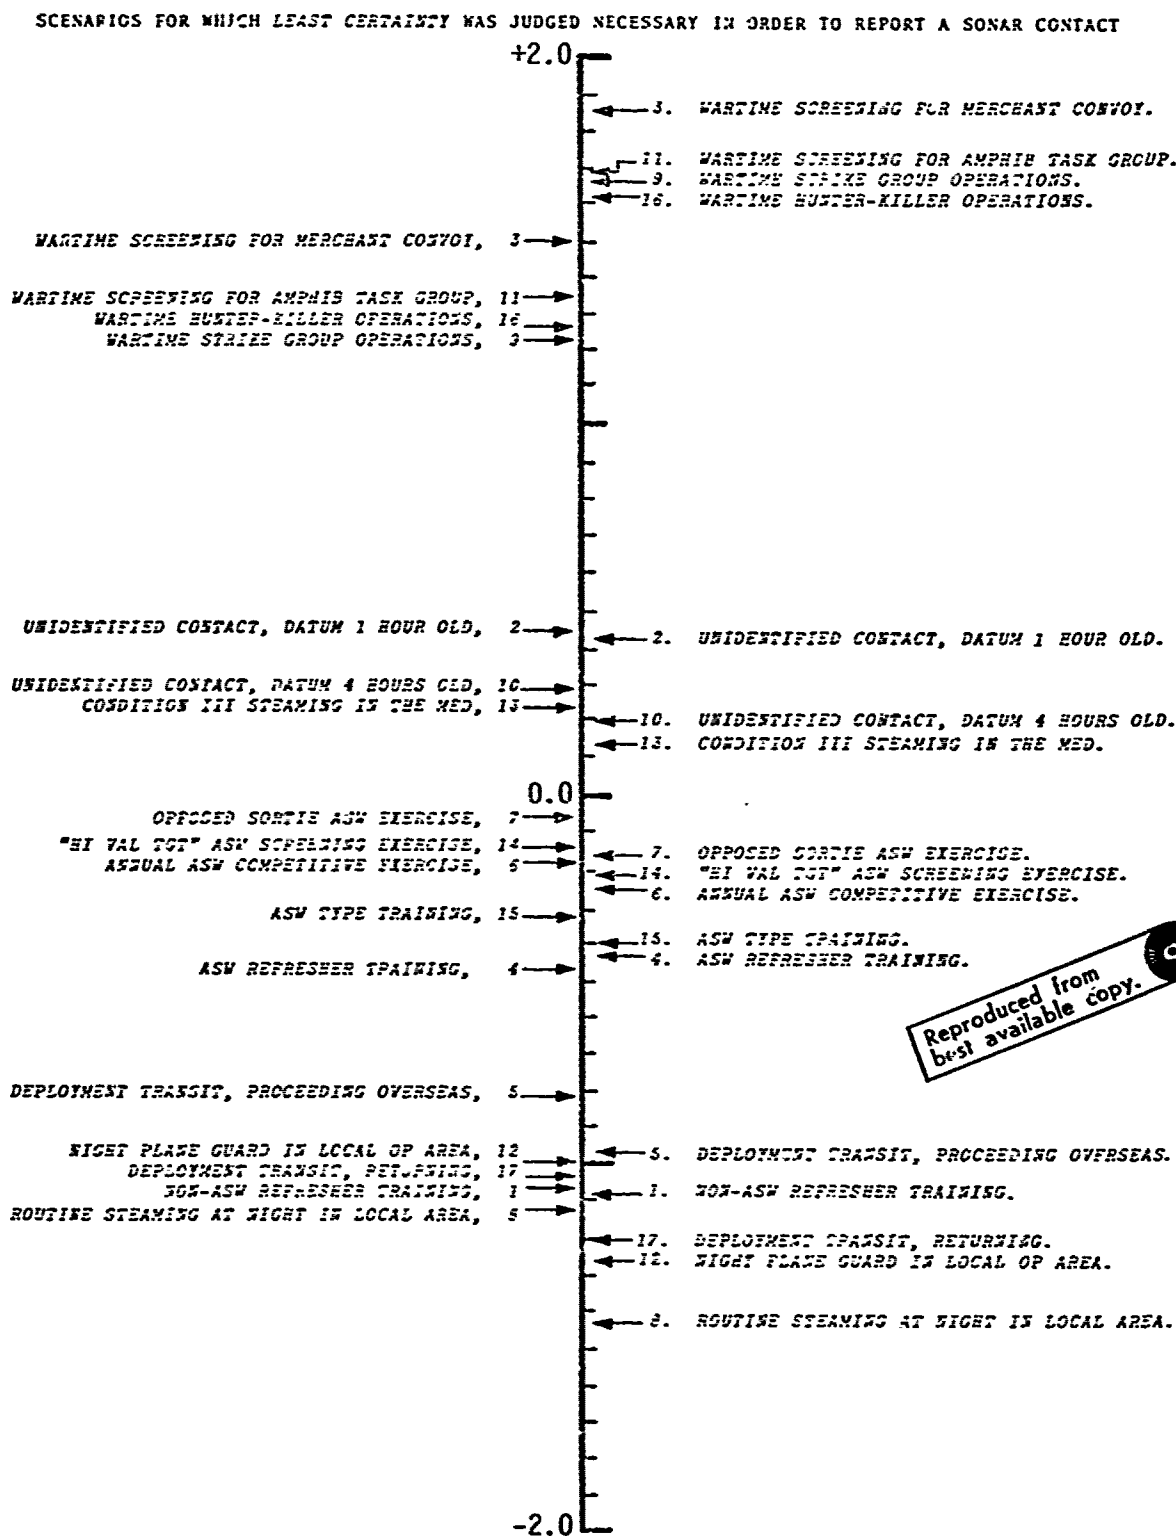 SCENARIOS FOR WHICH LEAST CERTAINTY WAS JUDGED NECESSARY IN ORDER TO REPORT A SONAR CONTACT
+2.0
3. WARTIME SCREENING FOR MERCHANT CONVOY.
11. WARTIME SCREENING FOR AMPHIB TASK GROUP.
9. WARTIME STRIKE GROUP OPERATIONS.
16. WARTIME HUNTER-KILLER OPERATIONS.
WARTIME SCREENING FOR MERCHANT CONVOY, 3
WARTIME SCREENING FOR AMPHIB TASK GROUP, 11
WARTIME HUNTER-KILLER OPERATIONS, 16
WARTIME STRIKE GROUP OPERATIONS, 9
UNIDENTIFIED CONTACT, DATUM 1 HOUR OLD, 2
2. UNIDENTIFIED CONTACT, DATUM 1 HOUR OLD.
UNIDENTIFIED CONTACT, DATUM 4 HOURS OLD, 10
CONDITION III STEAMING IN THE MED, 13
10. UNIDENTIFIED CONTACT, DATUM 4 HOURS OLD.
13. CONDITION III STEAMING IN THE MED.
0.0
OPPOSED SORTIE ASW EXERCISE, 7
"HI VAL TGT" ASW SCREENING EXERCISE, 14
ANNUAL ASW COMPETITIVE EXERCISE, 6
7. OPPOSED SORTIE ASW EXERCISE.
14. "HI VAL TGT" ASW SCREENING EXERCISE.
6. ANNUAL ASW COMPETITIVE EXERCISE.
ASW TYPE TRAINING, 15
15. ASW TYPE TRAINING.
4. ASW REFRESHER TRAINING.
ASW REFRESHER TRAINING, 4
Reproduced from
best available copy.
DEPLOYMENT TRANSIT, PROCEEDING OVERSEAS, 5
NIGHT PLANE GUARD IN LOCAL OP AREA, 12
5. DEPLOYMENT TRANSIT, PROCEEDING OVERSEAS.
DEPLOYMENT TRANSIT, RETURNING, 17
NON-ASW REFRESHER TRAINING, 1
1. NON-ASW REFRESHER TRAINING.
ROUTINE STEAMING AT NIGHT IN LOCAL AREA,
17. DEPLOYMENT TRANSIT, RETURNING.
12. NIGHT PLANE GUARD IN LOCAL OP AREA.
8. ROUTINE STEAMING AT NIGHT IN LOCAL AREA.
-2.0